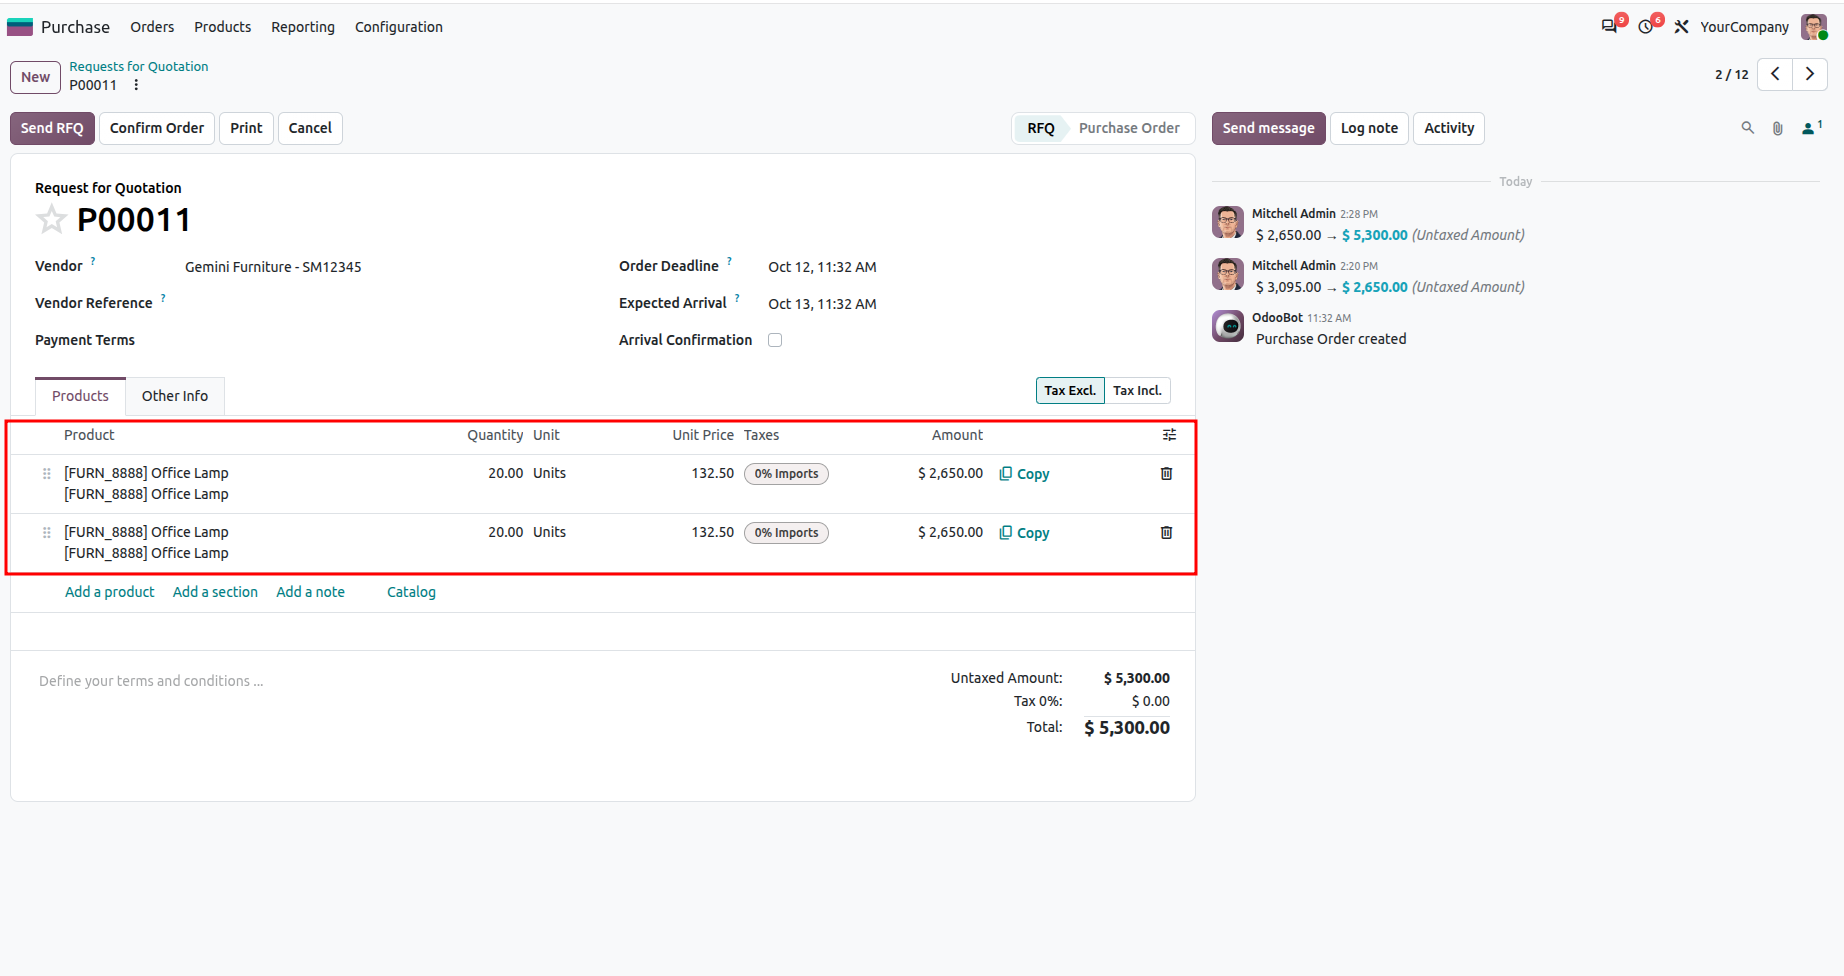 Purchase Orders Products Reporting Configuration
9 6 YourCompany
New Requests for Quotation
P00011
2 / 12
Send RFQ Confirm Order Print Cancel RFQ Purchase Order
Send message Log note Activity 1
Request for Quotation
P00011
Vendor ? Gemini Furniture - SM12345
Order Deadline ? Oct 12, 11:32 AM
Vendor Reference ?
Expected Arrival ? Oct 13, 11:32 AM
Payment Terms
Arrival Confirmation
Products Other Info Tax Excl. Tax Incl.
Product Quantity Unit Unit Price Taxes Amount
[FURN_8888] Office Lamp 20.00 Units 132.50 0% Imports $ 2,650.00 Copy
[FURN_8888] Office Lamp
[FURN_8888] Office Lamp 20.00 Units 132.50 0% Imports $ 2,650.00 Copy
[FURN_8888] Office Lamp
Add a product Add a section Add a note Catalog
Define your terms and conditions ...
Untaxed Amount: $ 5,300.00
Tax 0%: $ 0.00
Total: $ 5,300.00
Today
Mitchell Admin 2:28 PM
$ 2,650.00 → $ 5,300.00 (Untaxed Amount)
Mitchell Admin 2:20 PM
$ 3,095.00 → $ 2,650.00 (Untaxed Amount)
OdooBot 11:32 AM
Purchase Order created